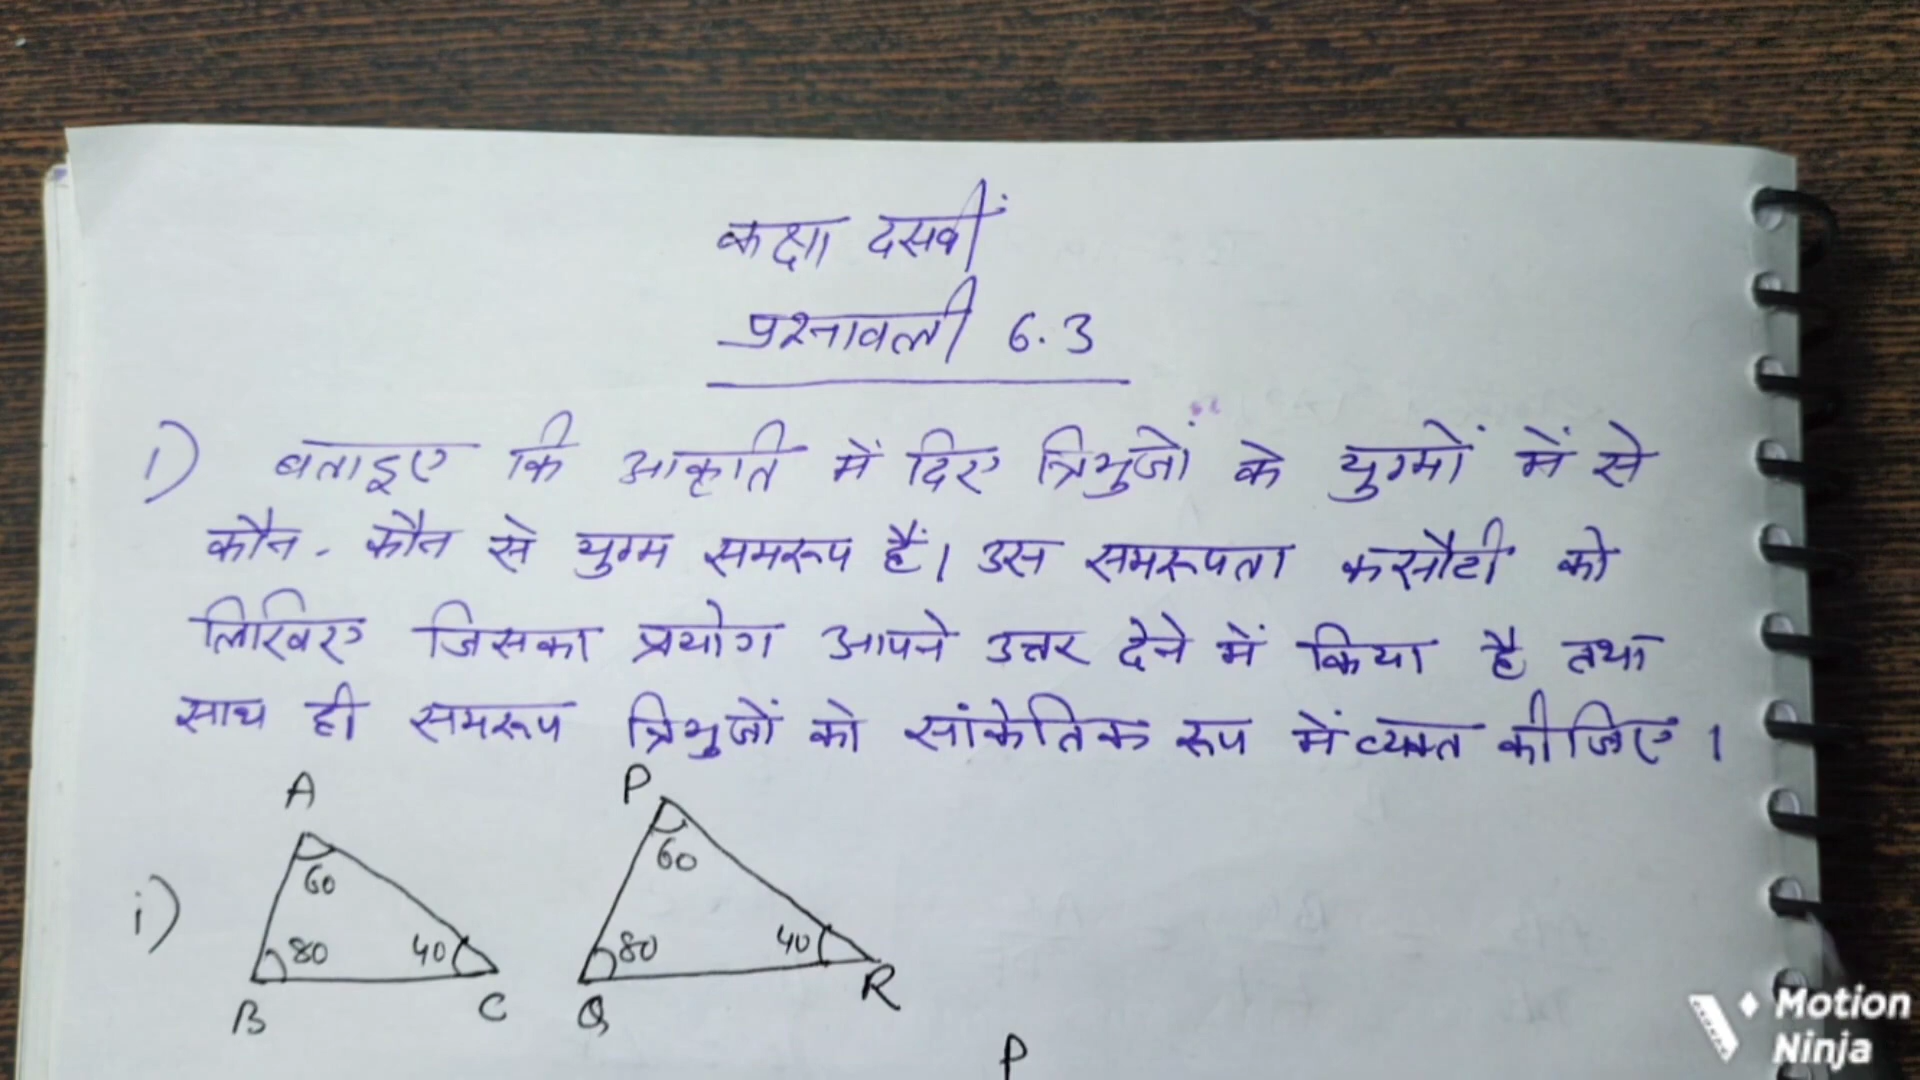 कक्षा दसवीं
प्रश्नावली 6.3
1) बताइए कि आकृति में दिए त्रिभुजों के युग्मों में से
कौन - कौन से युग्म समरूप हैं। उस समरूपता कसौटी को
लिखिए जिसका प्रयोग आपने उत्तर देने में किया है तथा
साथ ही समरूप त्रिभुजों को सांकेतिक रूप में व्यक्त कीजिए।
i)
A
60
B 80 40 C
P
60
Q 80 40 R
P
Motion
Ninja